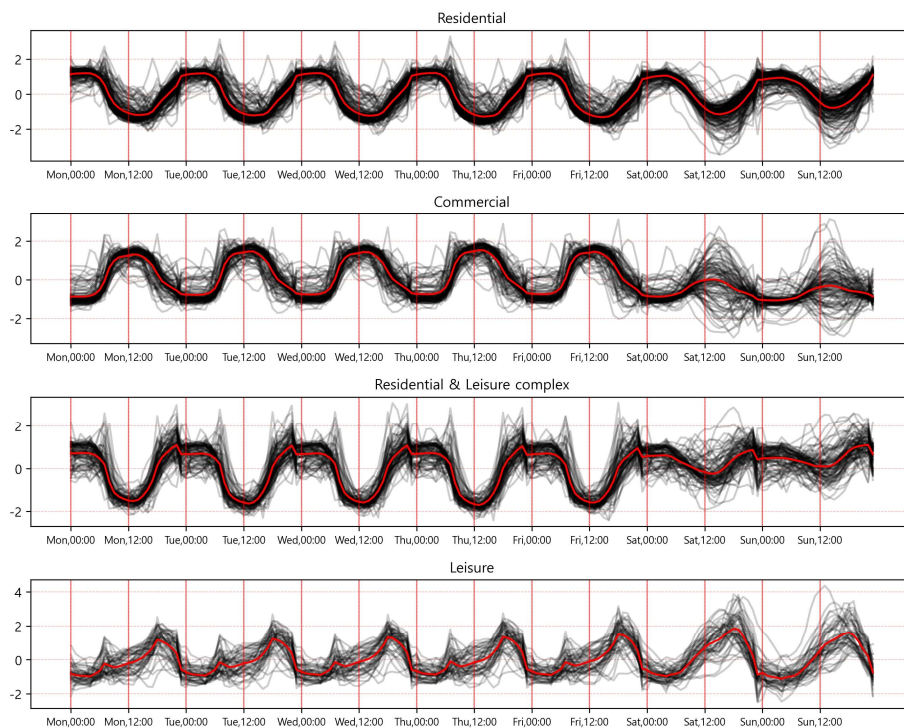 Residential
2
0
-2
Mon,00:00 Mon,12:00 Tue,00:00 Tue,12:00 Wed,00:00 Wed,12:00 Thu,00:00 Thu,12:00 Fri,00:00 Fri,12:00 Sat,00:00 Sat,12:00 Sun,00:00 Sun,12:00
Commercial
2
0
-2
Mon,00:00 Mon,12:00 Tue,00:00 Tue,12:00 Wed,00:00 Wed,12:00 Thu,00:00 Thu,12:00 Fri,00:00 Fri,12:00 Sat,00:00 Sat,12:00 Sun,00:00 Sun,12:00
Residential & Leisure complex
2
0
-2
Mon,00:00 Mon,12:00 Tue,00:00 Tue,12:00 Wed,00:00 Wed,12:00 Thu,00:00 Thu,12:00 Fri,00:00 Fri,12:00 Sat,00:00 Sat,12:00 Sun,00:00 Sun,12:00
Leisure
4
2
0
-2
Mon,00:00 Mon,12:00 Tue,00:00 Tue,12:00 Wed,00:00 Wed,12:00 Thu,00:00 Thu,12:00 Fri,00:00 Fri,12:00 Sat,00:00 Sat,12:00 Sun,00:00 Sun,12:00